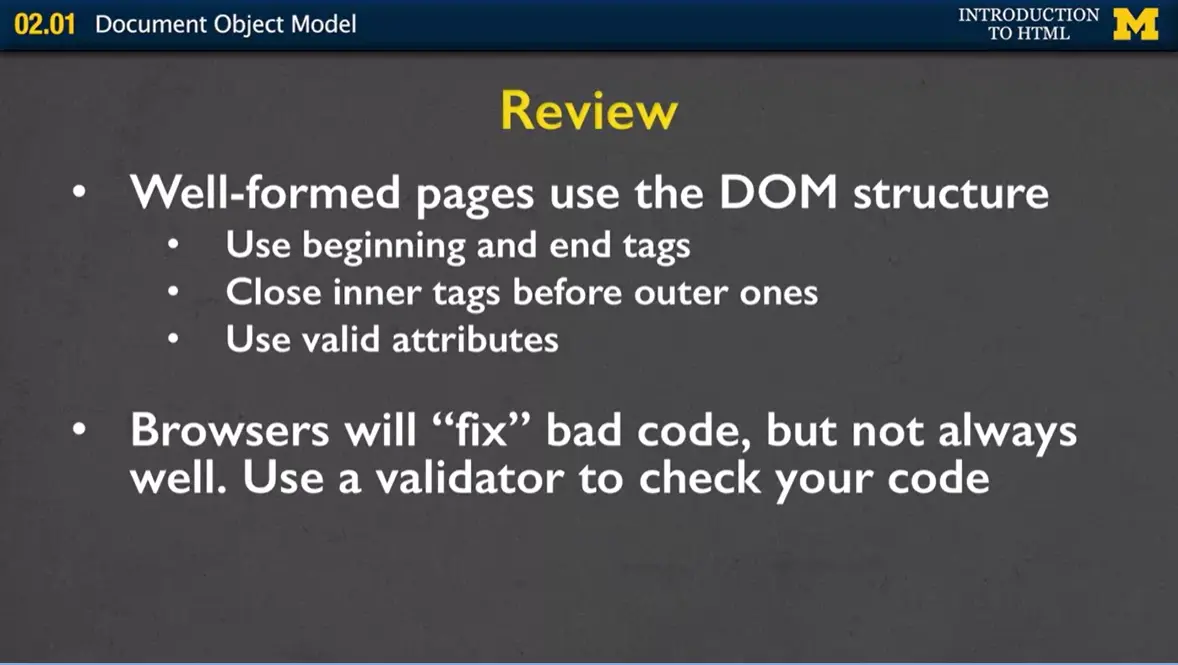 02.01 Document Object Model
INTRODUCTION
TO HTML
M
Review
• Well-formed pages use the DOM structure
• Use beginning and end tags
• Close inner tags before outer ones
• Use valid attributes
• Browsers will “fix” bad code, but not always
well. Use a validator to check your code